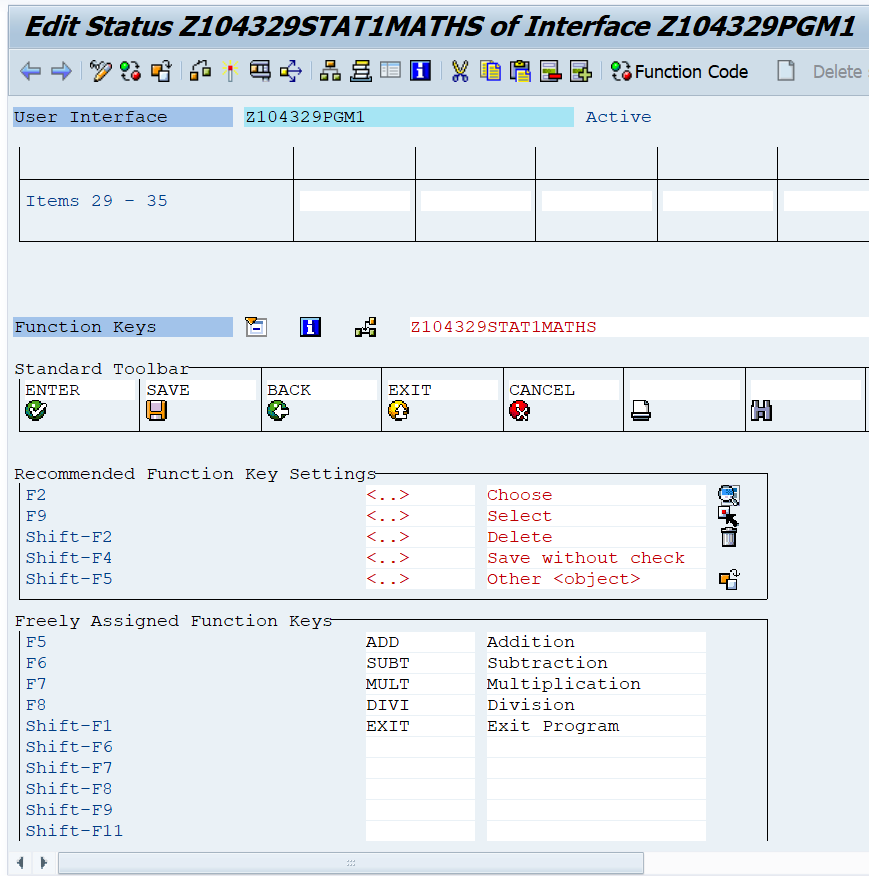 Edit Status Z104329STAT1MATHS of Interface Z104329PGM1
Function Code Delete
User Interface Z104329PGM1 Active
Items 29 - 35
Function Keys Z104329STAT1MATHS
Standard Toolbar
ENTER SAVE BACK EXIT CANCEL
Recommended Function Key Settings
F2 <..> Choose
F9 <..> Select
Shift-F2 <..> Delete
Shift-F4 <..> Save without check
Shift-F5 <..> Other <object>
Freely Assigned Function Keys
F5 ADD Addition
F6 SUBT Subtraction
F7 MULT Multiplication
F8 DIVI Division
Shift-F1 EXIT Exit Program
Shift-F6
Shift-F7
Shift-F8
Shift-F9
Shift-F11